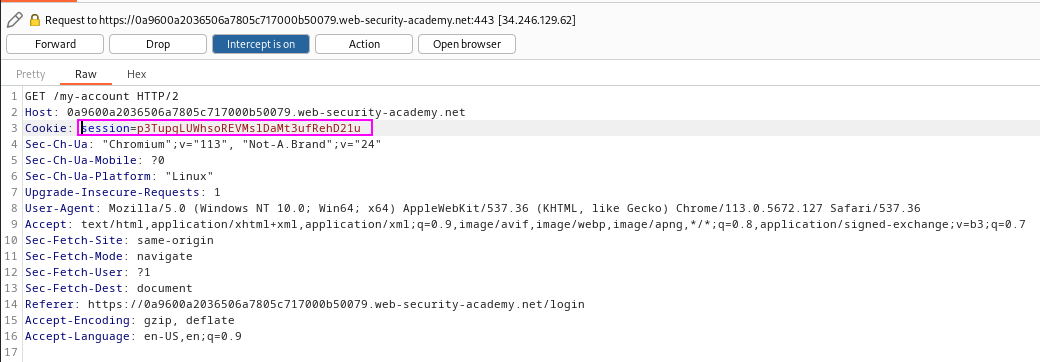 Request to https://0a9600a2036506a7805c717000b50079.web-security-academy.net:443 [34.246.129.62]
Forward Drop Intercept is on Action Open browser
Pretty Raw Hex
1 GET /my-account HTTP/2
2 Host: 0a9600a2036506a7805c717000b50079.web-security-academy.net
3 Cookie: session=p3TupqLUWhsoREVMslDaMt3ufRehD21u
4 Sec-Ch-Ua: "Chromium";v="113", "Not-A.Brand";v="24"
5 Sec-Ch-Ua-Mobile: ?0
6 Sec-Ch-Ua-Platform: "Linux"
7 Upgrade-Insecure-Requests: 1
8 User-Agent: Mozilla/5.0 (Windows NT 10.0; Win64; x64) AppleWebKit/537.36 (KHTML, like Gecko) Chrome/113.0.5672.127 Safari/537.36
9 Accept: text/html,application/xhtml+xml,application/xml;q=0.9,image/avif,image/webp,image/apng,*/*;q=0.8,application/signed-exchange;v=b3;q=0.7
10 Sec-Fetch-Site: same-origin
11 Sec-Fetch-Mode: navigate
12 Sec-Fetch-User: ?1
13 Sec-Fetch-Dest: document
14 Referer: https://0a9600a2036506a7805c717000b50079.web-security-academy.net/login
15 Accept-Encoding: gzip, deflate
16 Accept-Language: en-US,en;q=0.9
17